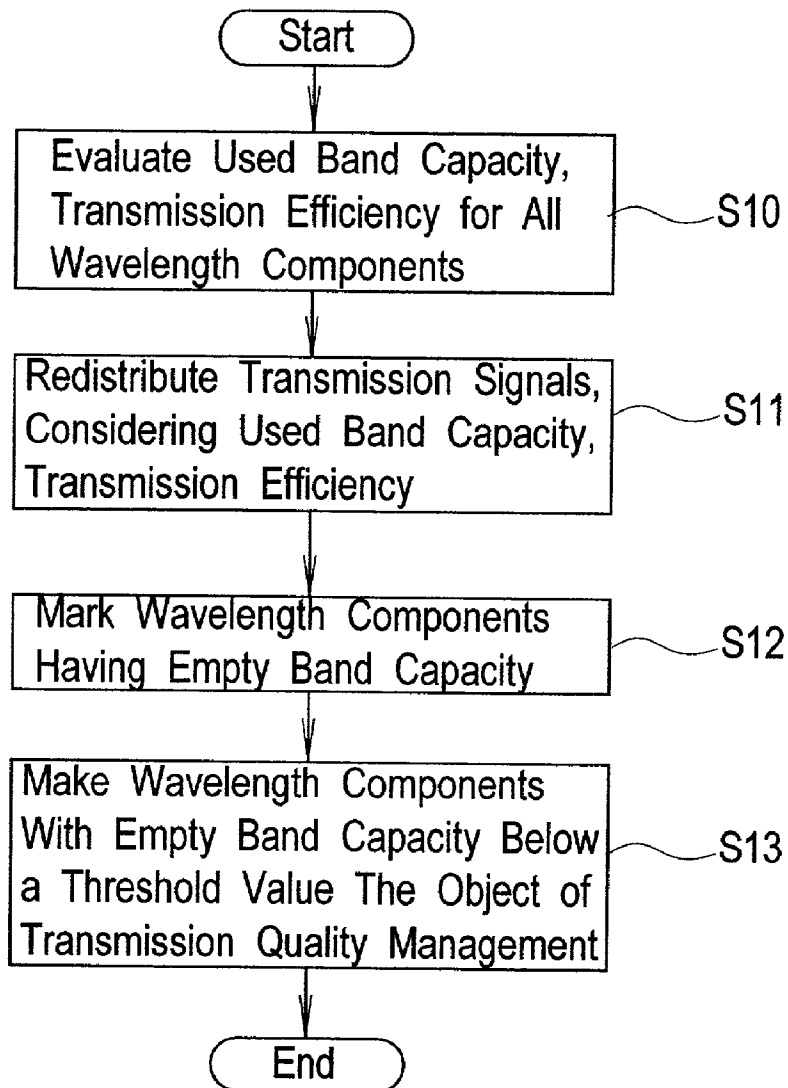 Start
Evaluate Used Band Capacity,
Transmission Efficiency for All
Wavelength Components
S10
Redistribute Transmission Signals,
Considering Used Band Capacity,
Transmission Efficiency
S11
Mark Wavelength Components
Having Empty Band Capacity
S12
Make Wavelength Components
With Empty Band Capacity Below
a Threshold Value The Object of
Transmission Quality Management
S13
End